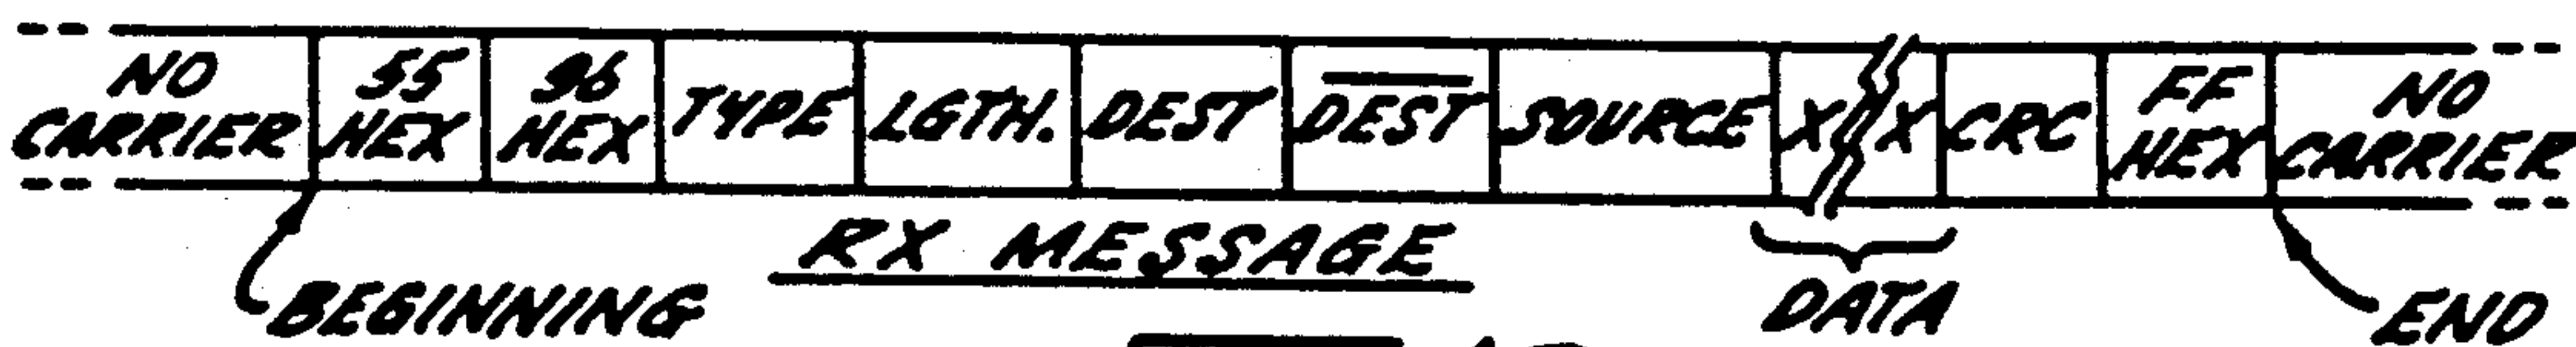 NO CARRIER
55 HEX
96 HEX
TYPE
LGTH.
DEST
D̅E̅S̅T̅
SOURCE
X
X
CRC
FF HEX
NO CARRIER
BEGINNING
RX MESSAGE
DATA
END